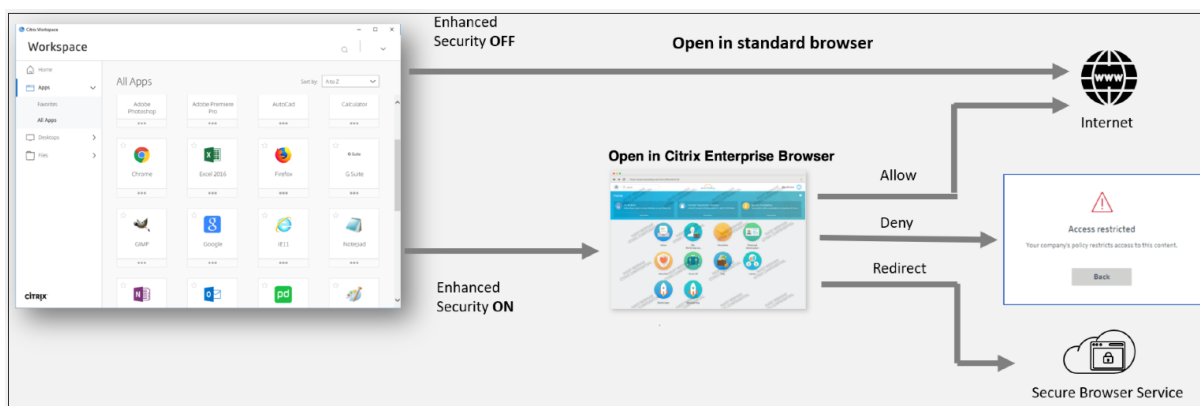 Citrix Workspace
Workspace
Home
Apps
Favorites
All Apps
Desktops
Files
citrix
All Apps
Sort by: A to Z
Adobe Photoshop
Adobe Premiere Pro
AutoCad
Calculator
Chrome
Excel 2016
Firefox
G Suite
G Suite
GIMP
Google
IE11
Notepad
Enhanced
Security OFF
Open in standard browser
WWW
Internet
Open in Citrix Enterprise Browser
Allow
Deny
Redirect
Enhanced
Security ON
Access restricted
Your company's policy restricts access to this content.
Back
Secure Browser Service